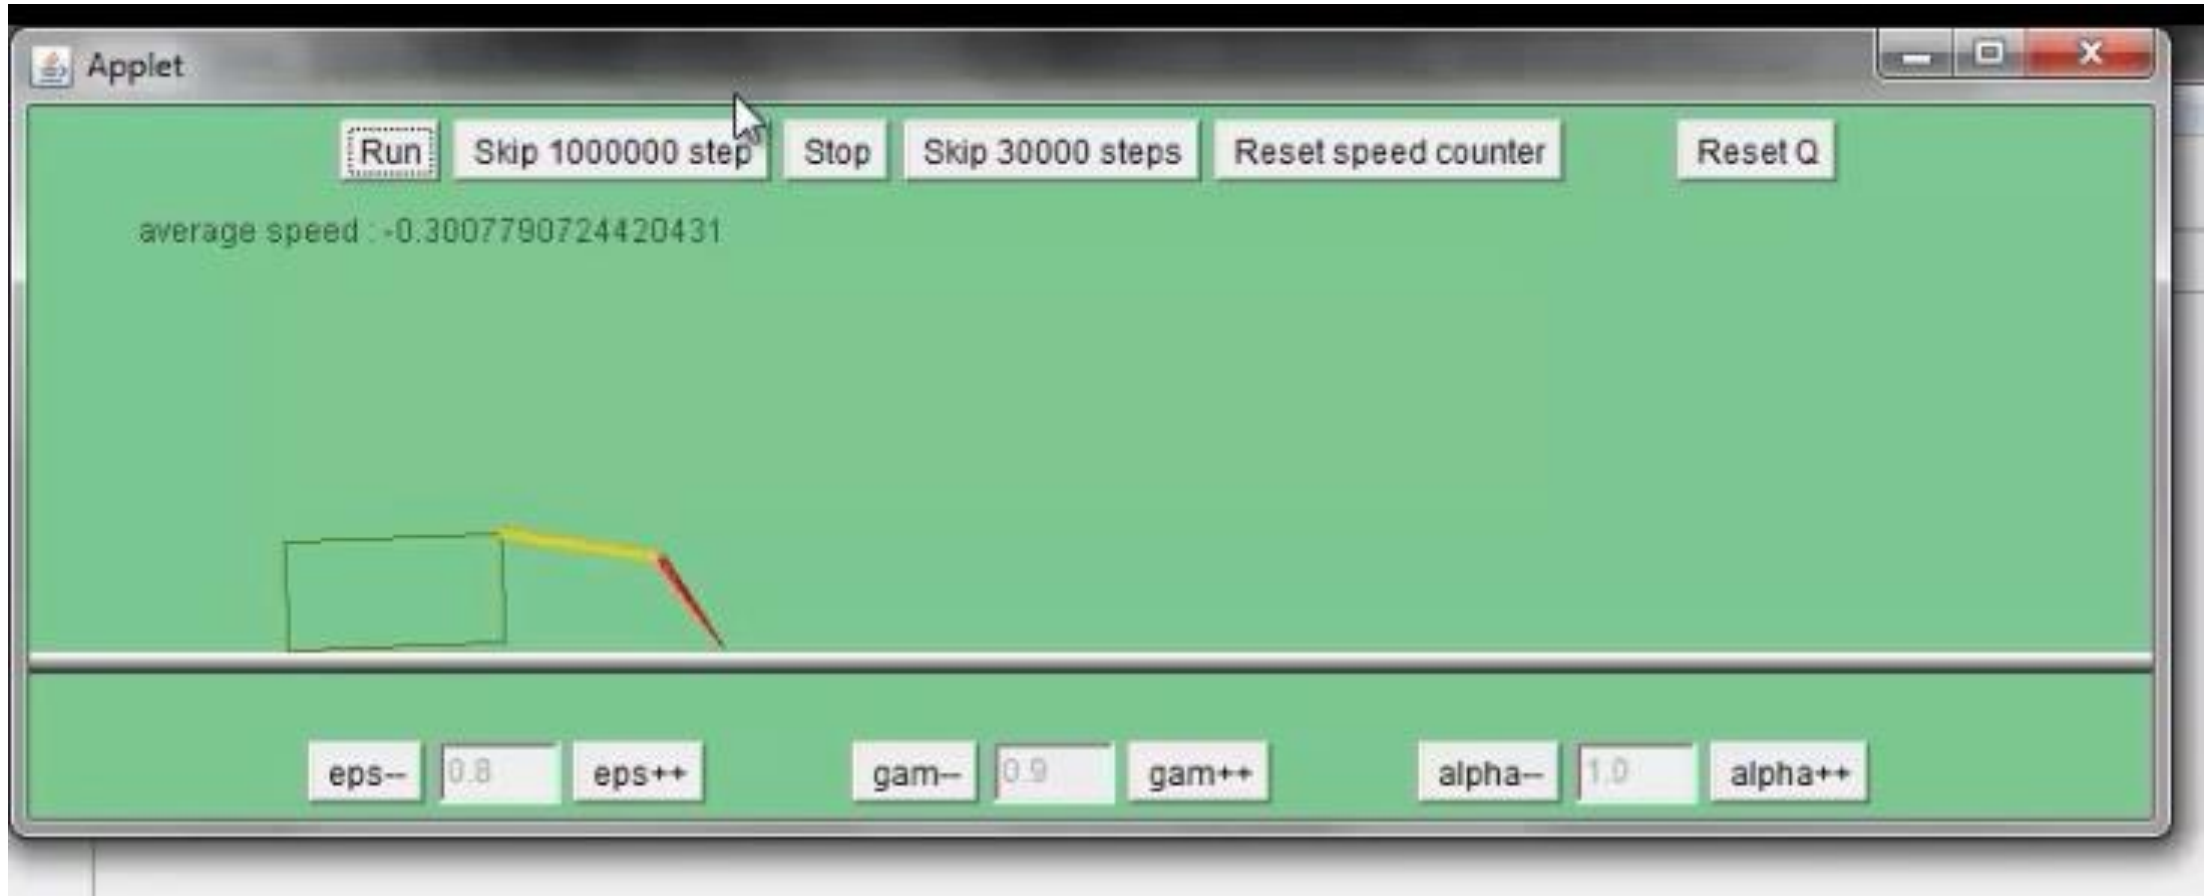 Applet
Run Skip 1000000 step Stop Skip 30000 steps Reset speed counter Reset Q
average speed : -0.3007790724420431
eps-- 0.8 eps++ gam-- 0.9 gam++ alpha-- 1.0 alpha++